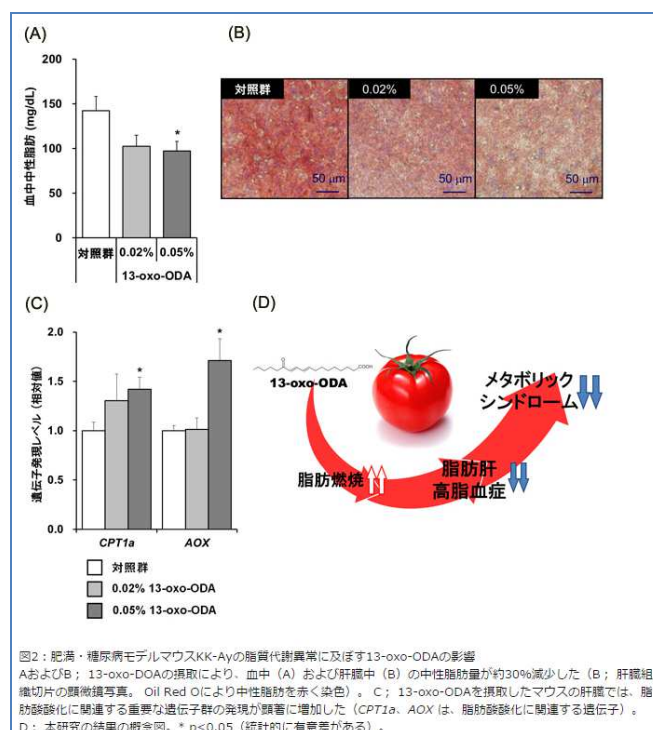 (A)
200
150
100
50
0
血中中性脂肪 (mg/dL)
*
対照群 0.02% 0.05%
13-oxo-ODA
(B)
対照群 0.02% 0.05%
50 μm 50 μm 50 μm
(C)
2.0
1.5
1.0
0.5
0.0
遺伝子発現レベル (相対値)
* *
CPT1a AOX
対照群
0.02% 13-oxo-ODA
0.05% 13-oxo-ODA
(D)
O
COOH
13-oxo-ODA
メタボリック
シンドローム
脂肪燃焼
脂肪肝
高脂血症
図2：肥満・糖尿病モデルマウスKK-Ayの脂質代謝異常に及ぼす13-oxo-ODAの影響
AおよびB； 13-oxo-DOAの摂取により、血中（A）および肝臓中（B）の中性脂肪量が約30%減少した（B； 肝臓組
織切片の顕微鏡写真。 Oil Red Oにより中性脂肪を赤く染色）。 C； 13-oxo-ODAを摂取したマウスの肝臓では、脂
肪酸酸化に関連する重要な遺伝子群の発現が顕著に増加した（CPT1a、AOX は、脂肪酸酸化に関連する遺伝子）。
D； 本研究の結果の概念図。* p<0.05（統計的に有意差がある）。